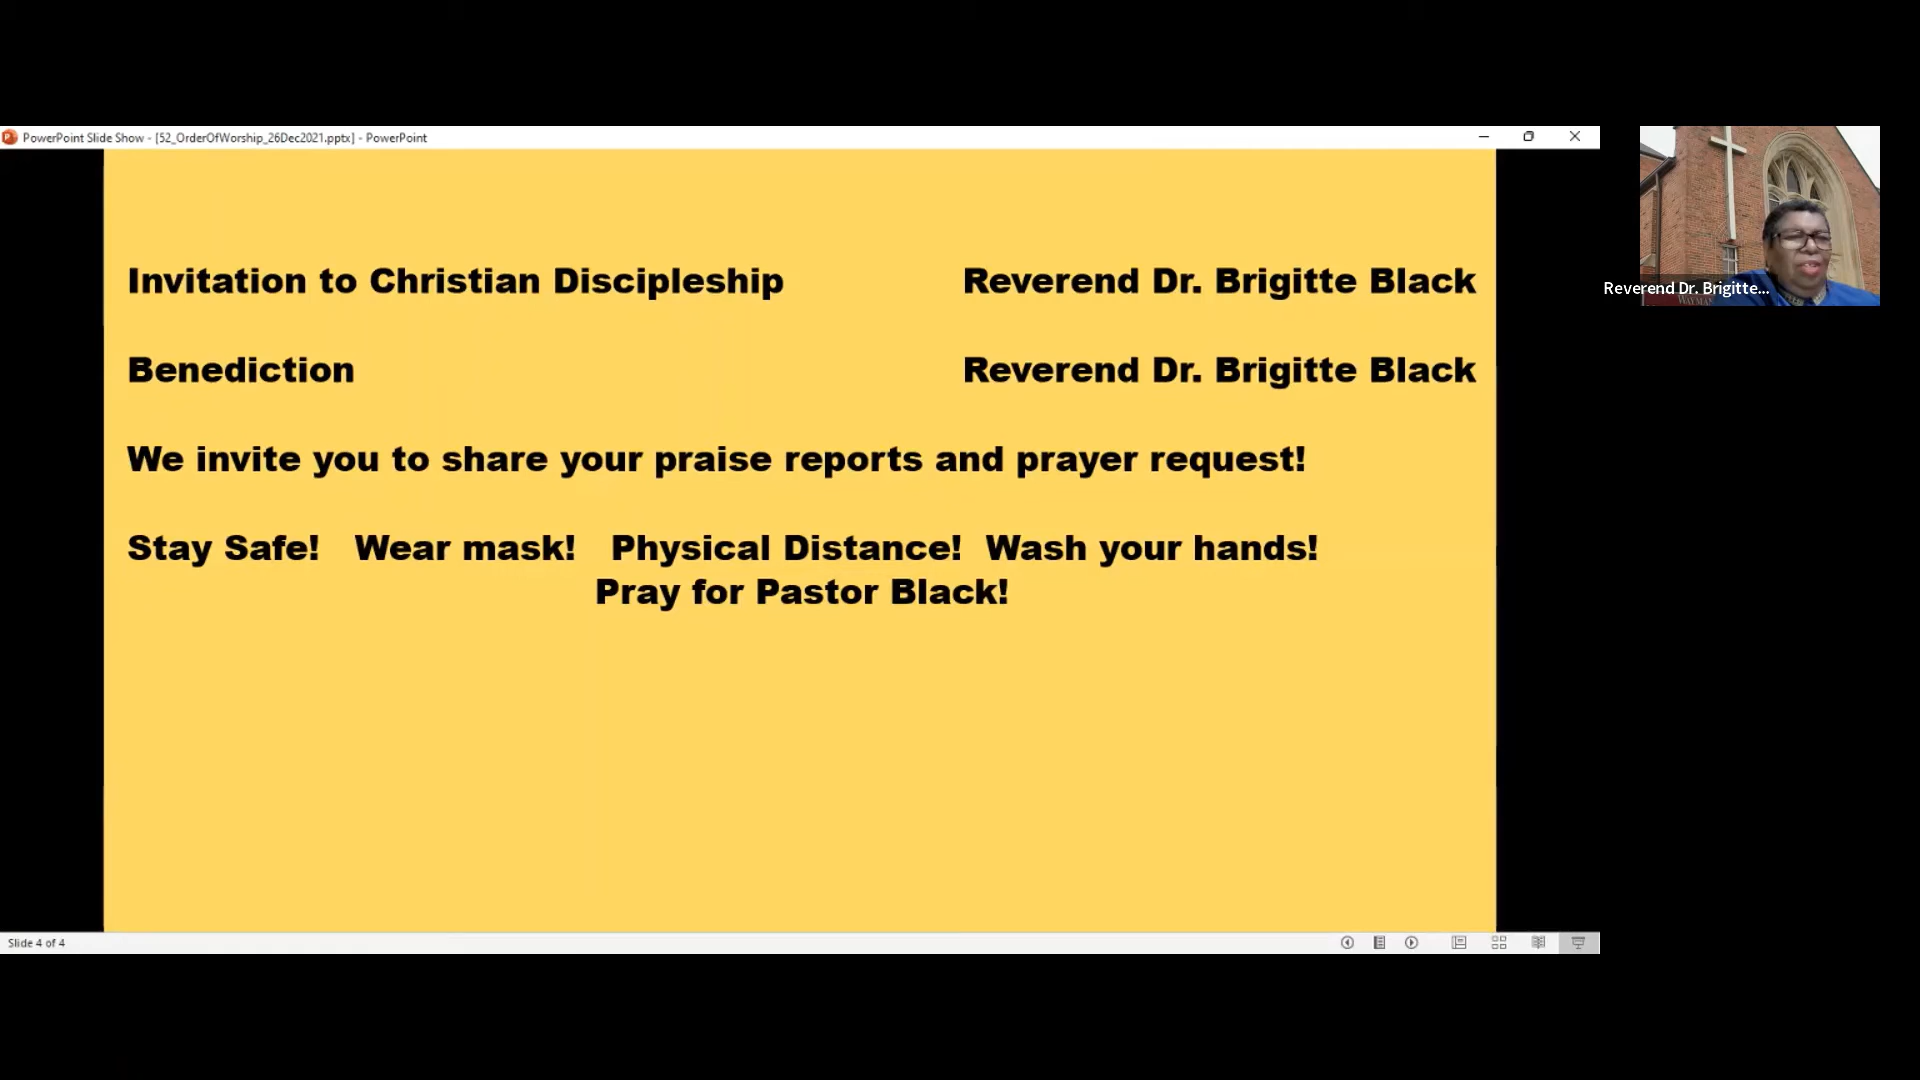 PowerPoint Slide Show - [52_OrderOfWorship_26Dec2021.pptx] - PowerPoint
Invitation to Christian Discipleship Reverend Dr. Brigitte Black
Benediction Reverend Dr. Brigitte Black
We invite you to share your praise reports and prayer request!
Stay Safe! Wear mask! Physical Distance! Wash your hands!
Pray for Pastor Black!
Slide 4 of 4
Reverend Dr. Brigitte...